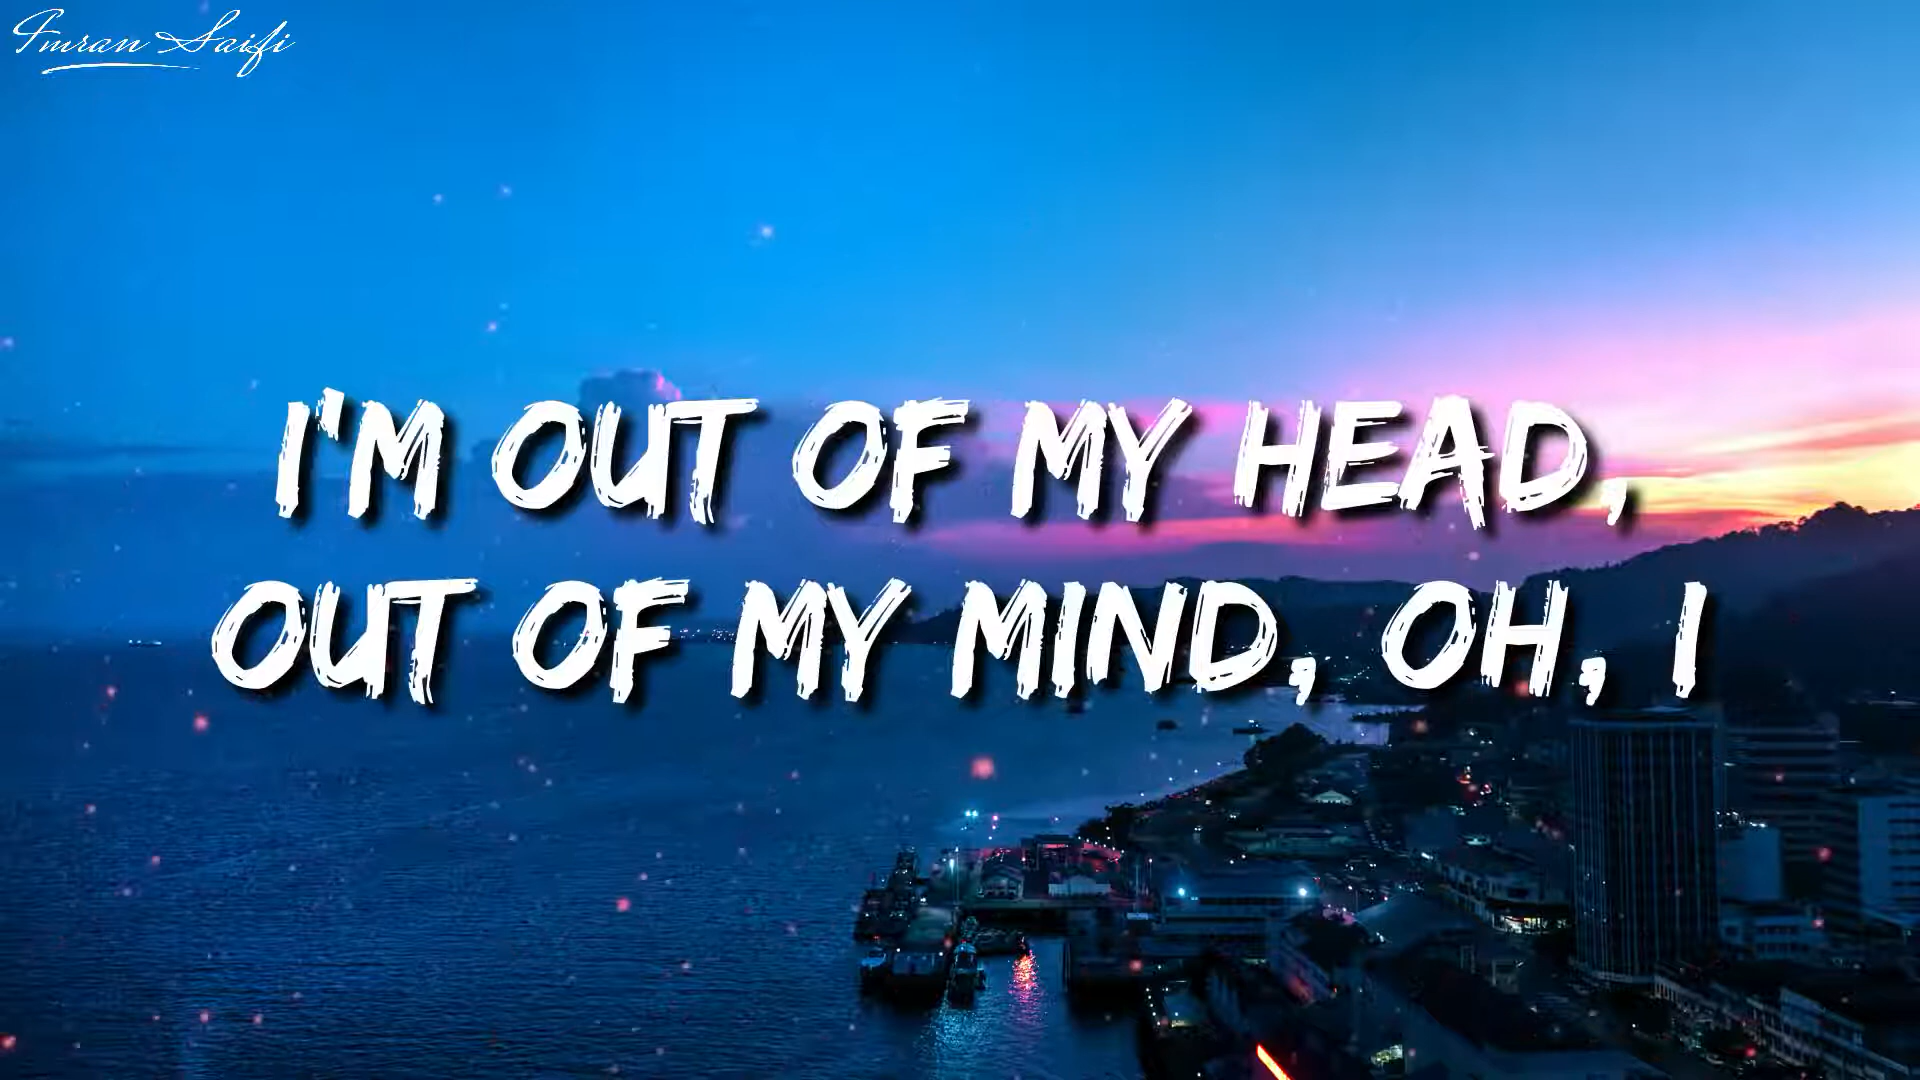 Imran Saifi
I'M OUT OF MY HEAD,
OUT OF MY MIND, OH, I